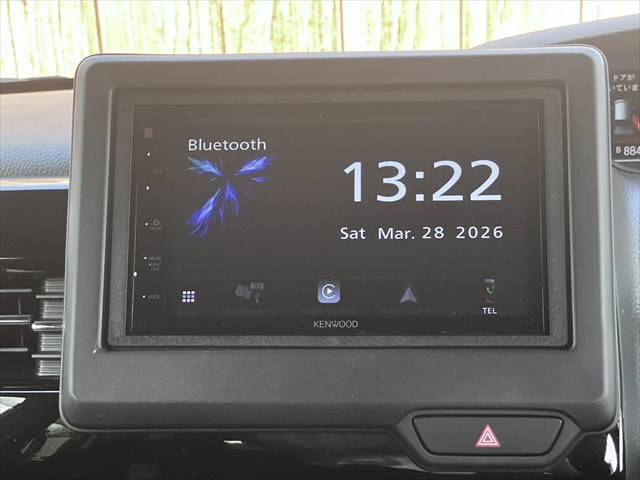 Bluetooth
13:22
Sat Mar. 28 2026
TEL
KENWOOD
ドアが
B 884